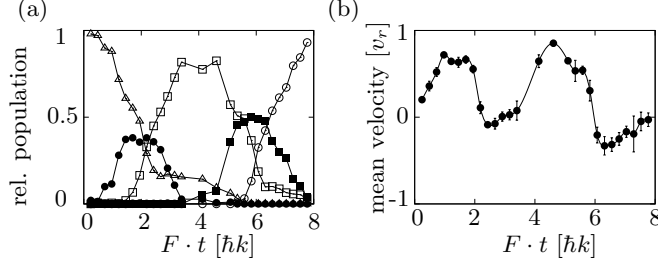 (a)
1
0.5
0
rel. population
0 2 4 6 8
F · t [ħk]
(b)
1
0
-1
mean velocity [v_r]
0 2 4 6 8
F · t [ħk]